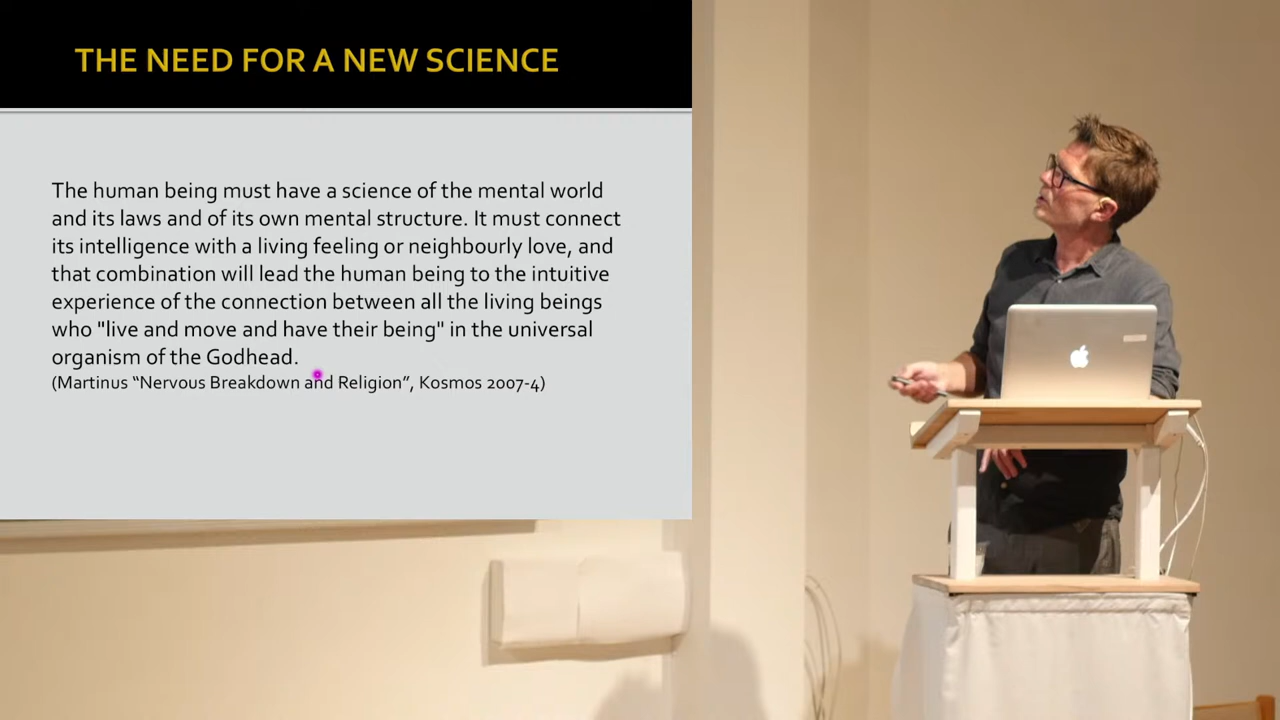 THE NEED FOR A NEW SCIENCE
The human being must have a science of the mental world
and its laws and of its own mental structure. It must connect
its intelligence with a living feeling or neighbourly love, and
that combination will lead the human being to the intuitive
experience of the connection between all the living beings
who "live and move and have their being" in the universal
organism of the Godhead.
(Martinus “Nervous Breakdown and Religion”, Kosmos 2007-4)